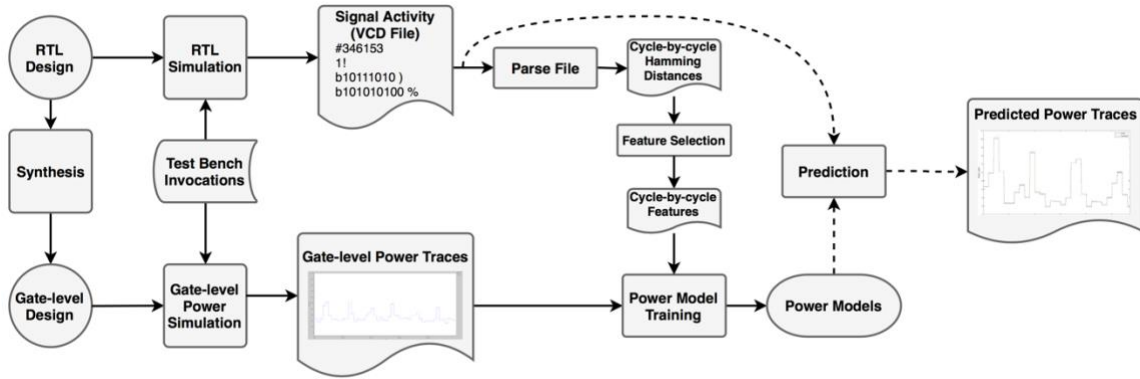 RTL
Design
RTL
Simulation
Signal Activity
(VCD File)
#346153
1!
b10111010 )
b101010100 %
Parse File
Cycle-by-cycle
Hamming
Distances
Feature Selection
Cycle-by-cycle
Features
Synthesis
Test Bench
Invocations
Prediction
Predicted Power Traces
Gate-level
Design
Gate-level
Power
Simulation
Gate-level Power Traces
Power Model
Training
Power Models